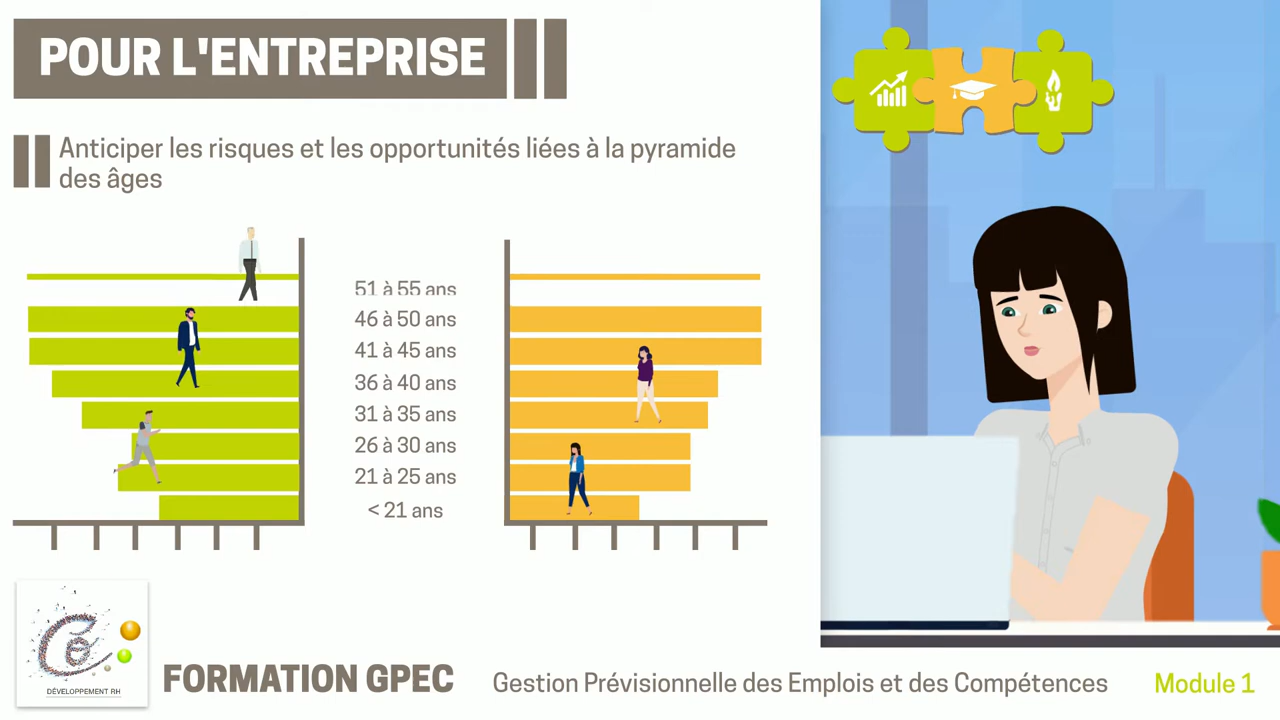 POUR L'ENTREPRISE
Anticiper les risques et les opportunités liées à la pyramide
des âges
51 à 55 ans
46 à 50 ans
41 à 45 ans
36 à 40 ans
31 à 35 ans
26 à 30 ans
21 à 25 ans
< 21 ans
DÉVELOPPEMENT RH
FORMATION GPEC
Gestion Prévisionnelle des Emplois et des Compétences
Module 1